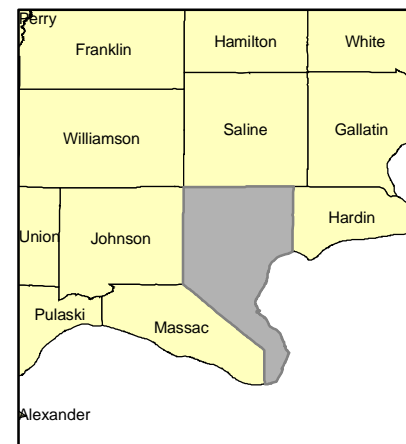 Perry
Franklin
Hamilton
White
Williamson
Saline
Gallatin
Union
Johnson
Hardin
Pulaski
Massac
Alexander